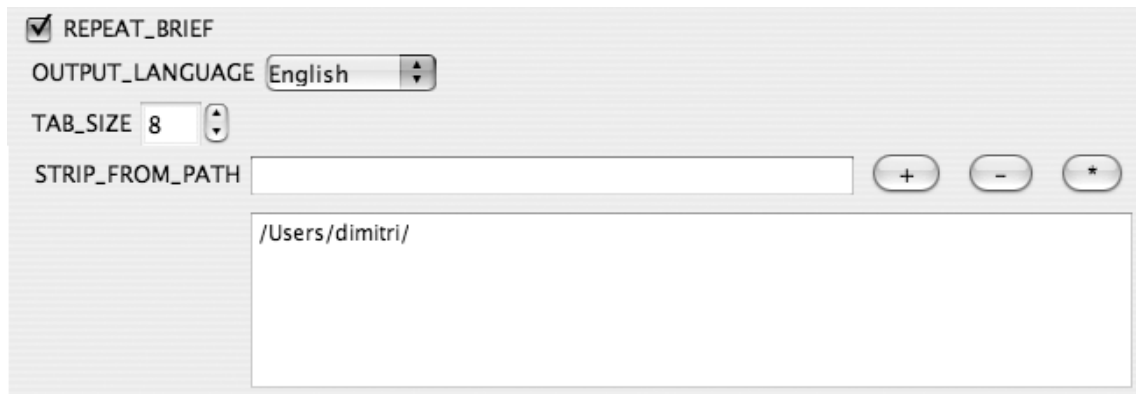 REPEAT_BRIEF
OUTPUT_LANGUAGE English
TAB_SIZE 8
STRIP_FROM_PATH + - *
/Users/dimitri/